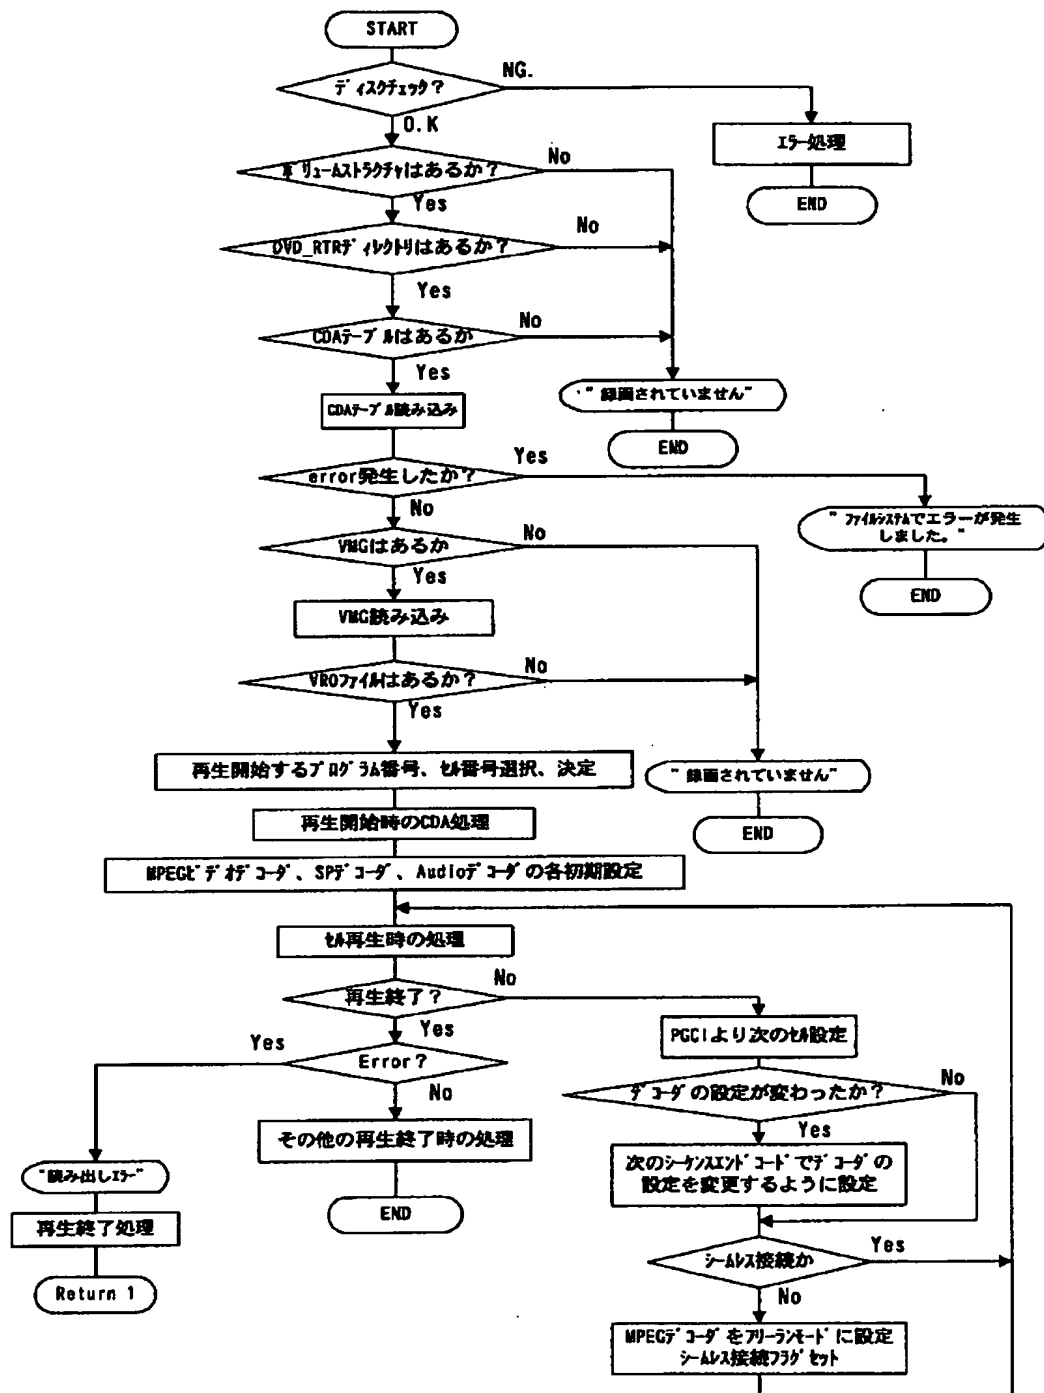 START
ディスクチェック？
NG.
O.K
エラー処理
END
ボリュームストラクチャはあるか？
No
Yes
DVD_RTRディレクトリはあるか？
No
Yes
CDAテーブルはあるか
No
Yes
"録画されていません"
END
CDAテーブル読み込み
error発生したか？
Yes
No
"ファイルシステムでエラーが発生
しました。"
END
VMGはあるか
No
Yes
VMG読み込み
VROファイルはあるか？
No
Yes
再生開始するプログラム番号、セル番号選択、決定
"録画されていません"
END
再生開始時のCDA処理
MPEGビデオデコーダ、SPデコーダ、Audioデコーダの各初期設定
セル再生時の処理
再生終了？
No
Yes
PGCIより次のセル設定
Error？
Yes
No
デコーダの設定が変わったか？
No
Yes
その他の再生終了時の処理
END
次のシーケンスエンドコードでデコーダの
設定を変更するように設定
"読み出しエラー"
再生終了処理
Return 1
シームレス接続か
Yes
No
MPEGデコーダをフリーランモードに設定
シームレス接続フラグセット